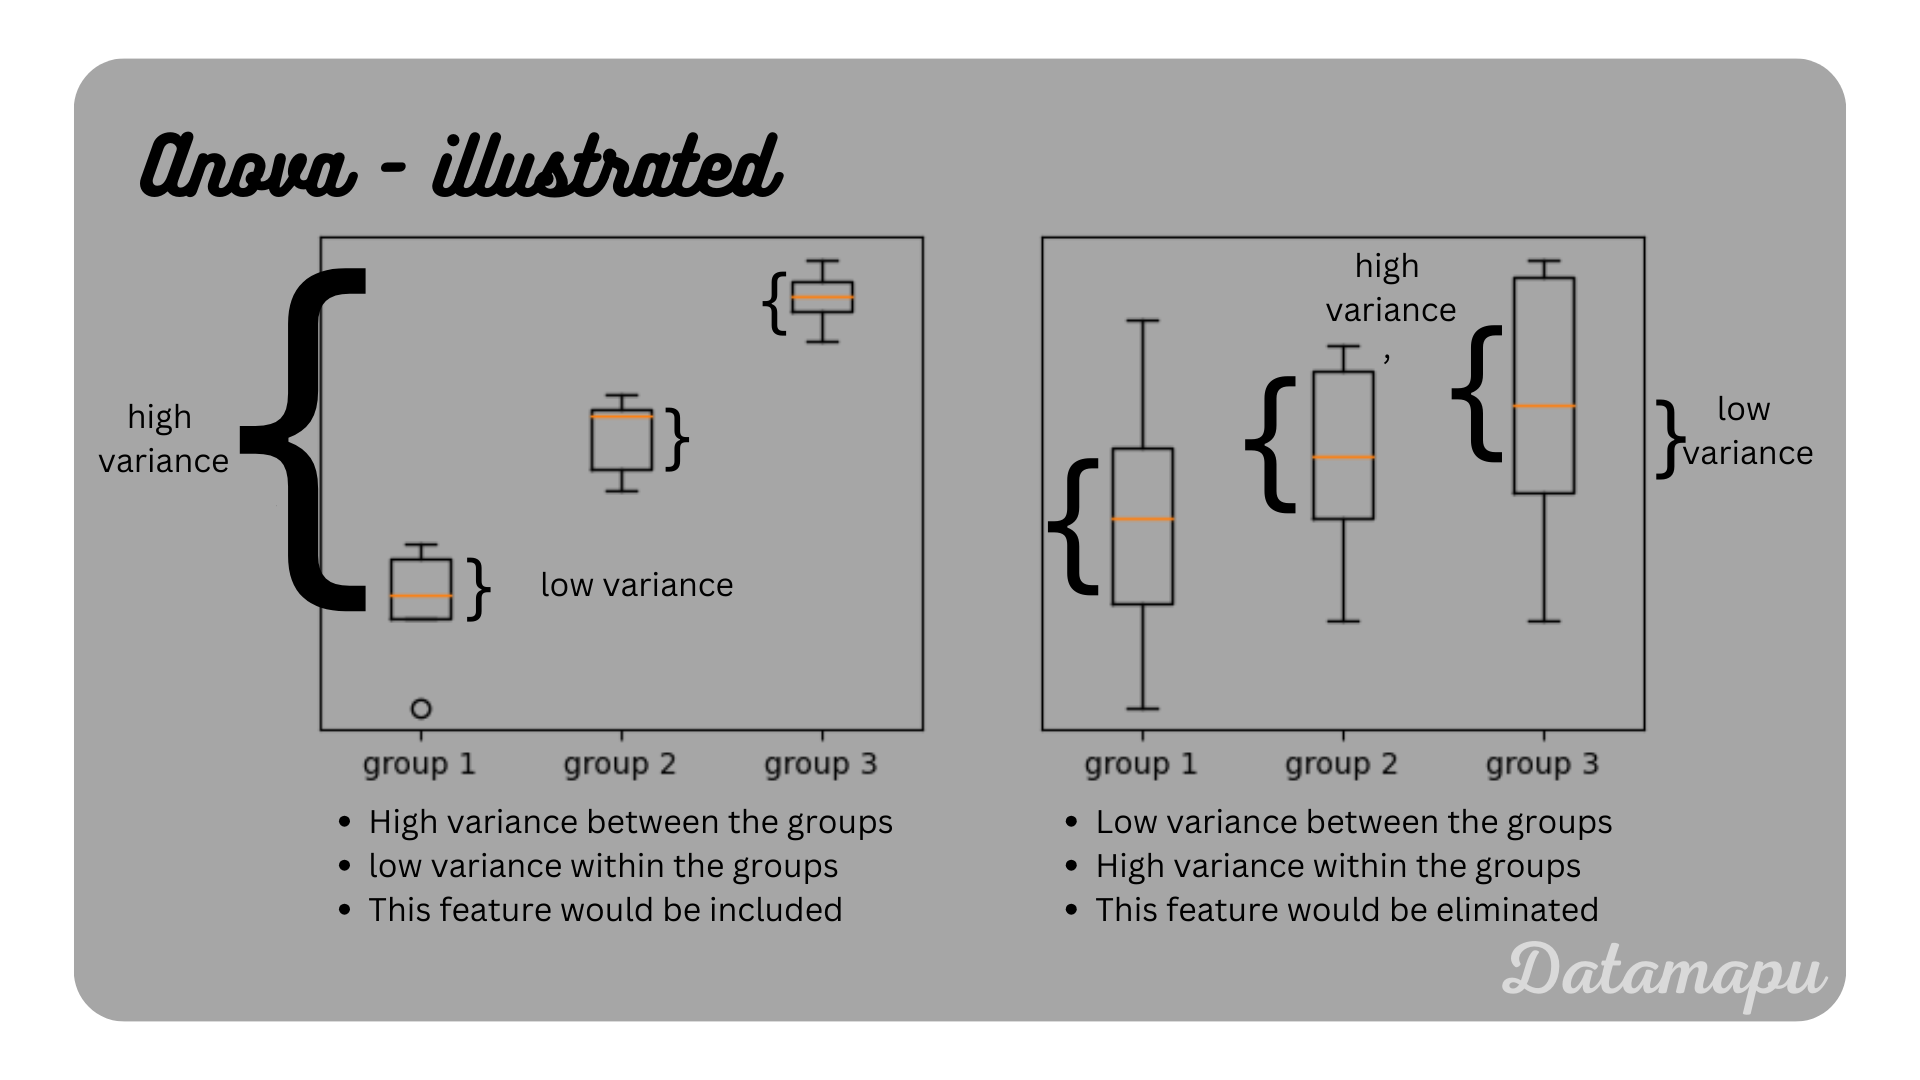 Anova - illustrated
high
variance
low variance
group 1
group 2
group 3
high
variance
,
low
variance
group 1
group 2
group 3
• High variance between the groups
• low variance within the groups
• This feature would be included
• Low variance between the groups
• High variance within the groups
• This feature would be eliminated
Datamapu